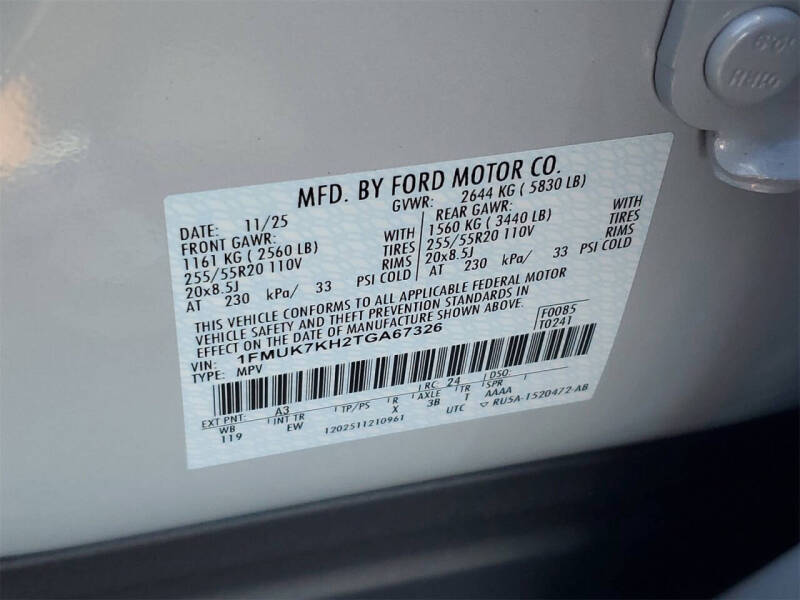 MFD. BY FORD MOTOR CO.
DATE: 11/25 GVWR: 2644 KG ( 5830 LB)
FRONT GAWR: REAR GAWR:
1161 KG ( 2560 LB) WITH 1560 KG ( 3440 LB) WITH
255/55R20 110V TIRES 255/55R20 110V TIRES
20x8.5J RIMS 20x8.5J RIMS
AT 230 kPa/ 33 PSI COLD AT 230 kPa/ 33 PSI COLD
THIS VEHICLE CONFORMS TO ALL APPLICABLE FEDERAL MOTOR
VEHICLE SAFETY AND THEFT PREVENTION STANDARDS IN
EFFECT ON THE DATE OF MANUFACTURE SHOWN ABOVE.
F0085
T0241
VIN: 1FMUK7KH2TGA67326
TYPE: MPV
EXT PNT: A3 RC: 24 DSO:
WB INT TR TP/PS R AXLE TR SPR
119 EW X 3B T AAAA
1202511210961 UTC ▽ RU5A-1520472-AB